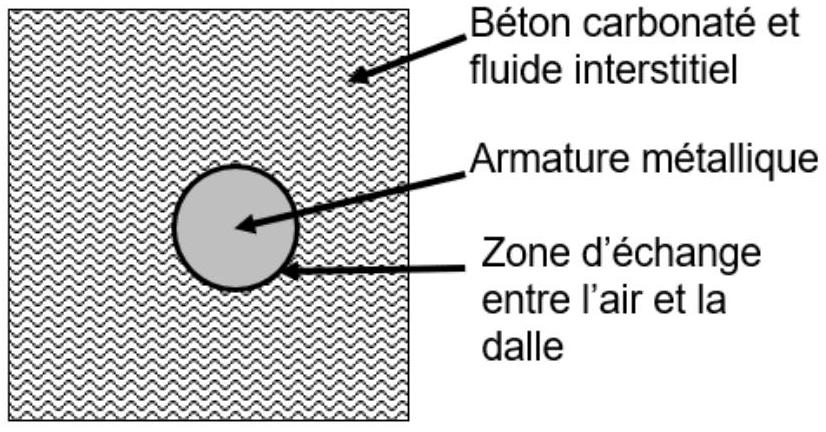 Béton carbonaté et
fluide interstitiel
Armature métallique
Zone d'échange
entre l'air et la
dalle